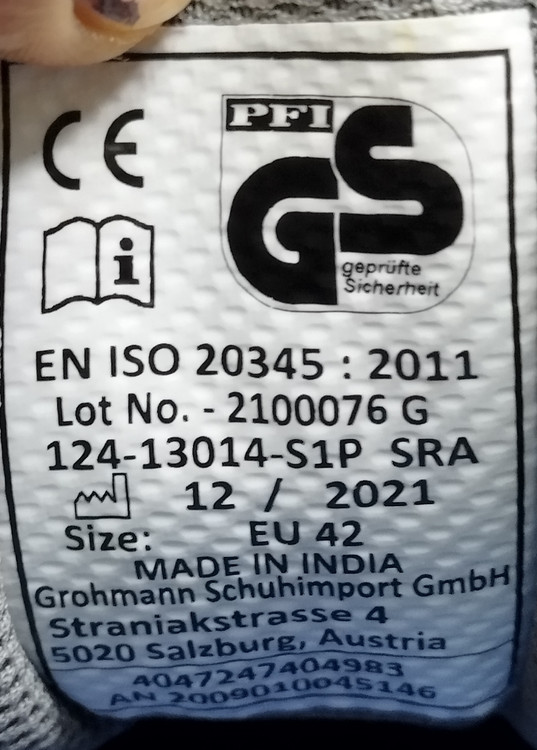 CE
PFI
GS
geprüfte
Sicherheit
i
EN ISO 20345 : 2011
Lot No. - 2100076 G
124-13014-S1P SRA
12 / 2021
Size: EU 42
MADE IN INDIA
Grohmann Schuhimport GmbH
Straniakstrasse 4
5020 Salzburg, Austria
4047247404983
AN 2009010045146